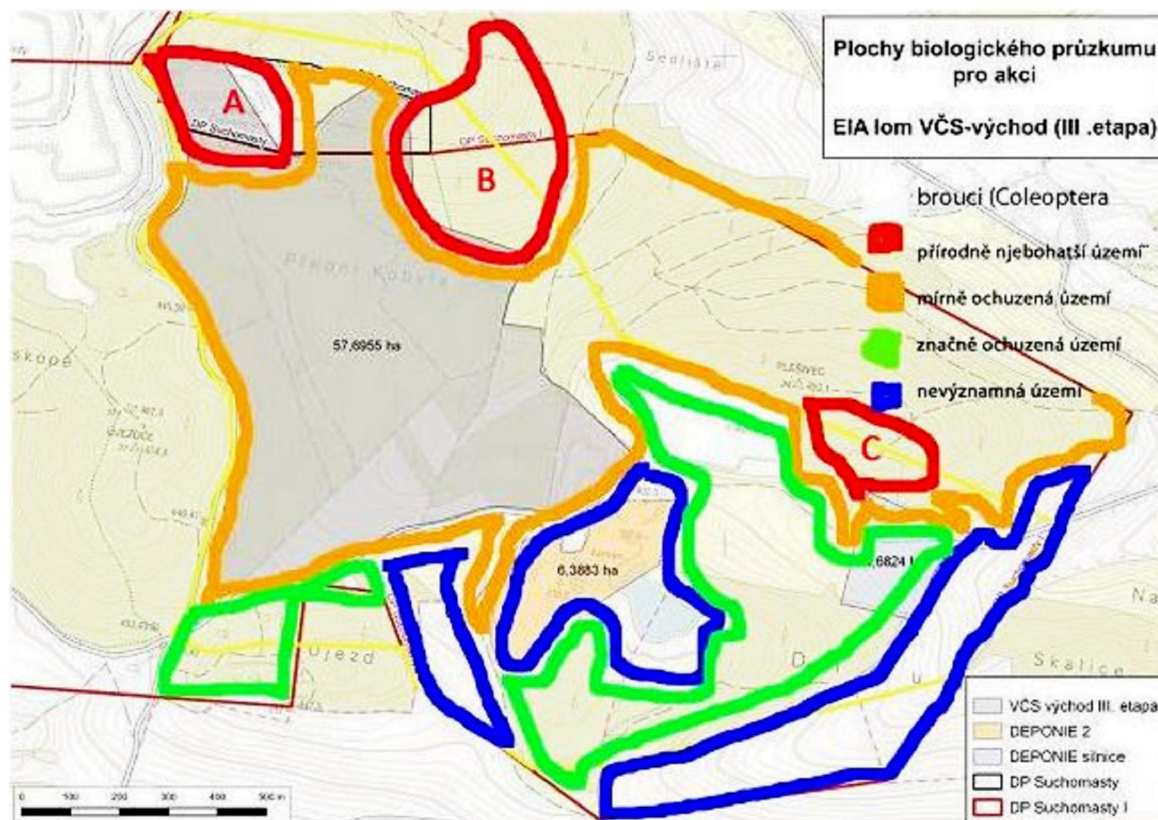 Plochy biologického průzkumu
pro akci
EIA lom VČS-východ (III .etapa)
brouci (Coleoptera
přírodně njebohatší území¨
mírně ochuzená území
značně ochuzená území
nevýznamná území
A
DP Suchomasty
DP Suchomasty I
B
57,6955 ha
PLEŠIVEC
C
6,3883 ha
,6824
Újezd
Skalice
VČS východ III. etapa
DEPONIE 2
DEPONIE silnice
DP Suchomasty
DP Suchomasty I
0 100 200 300 400 500 m